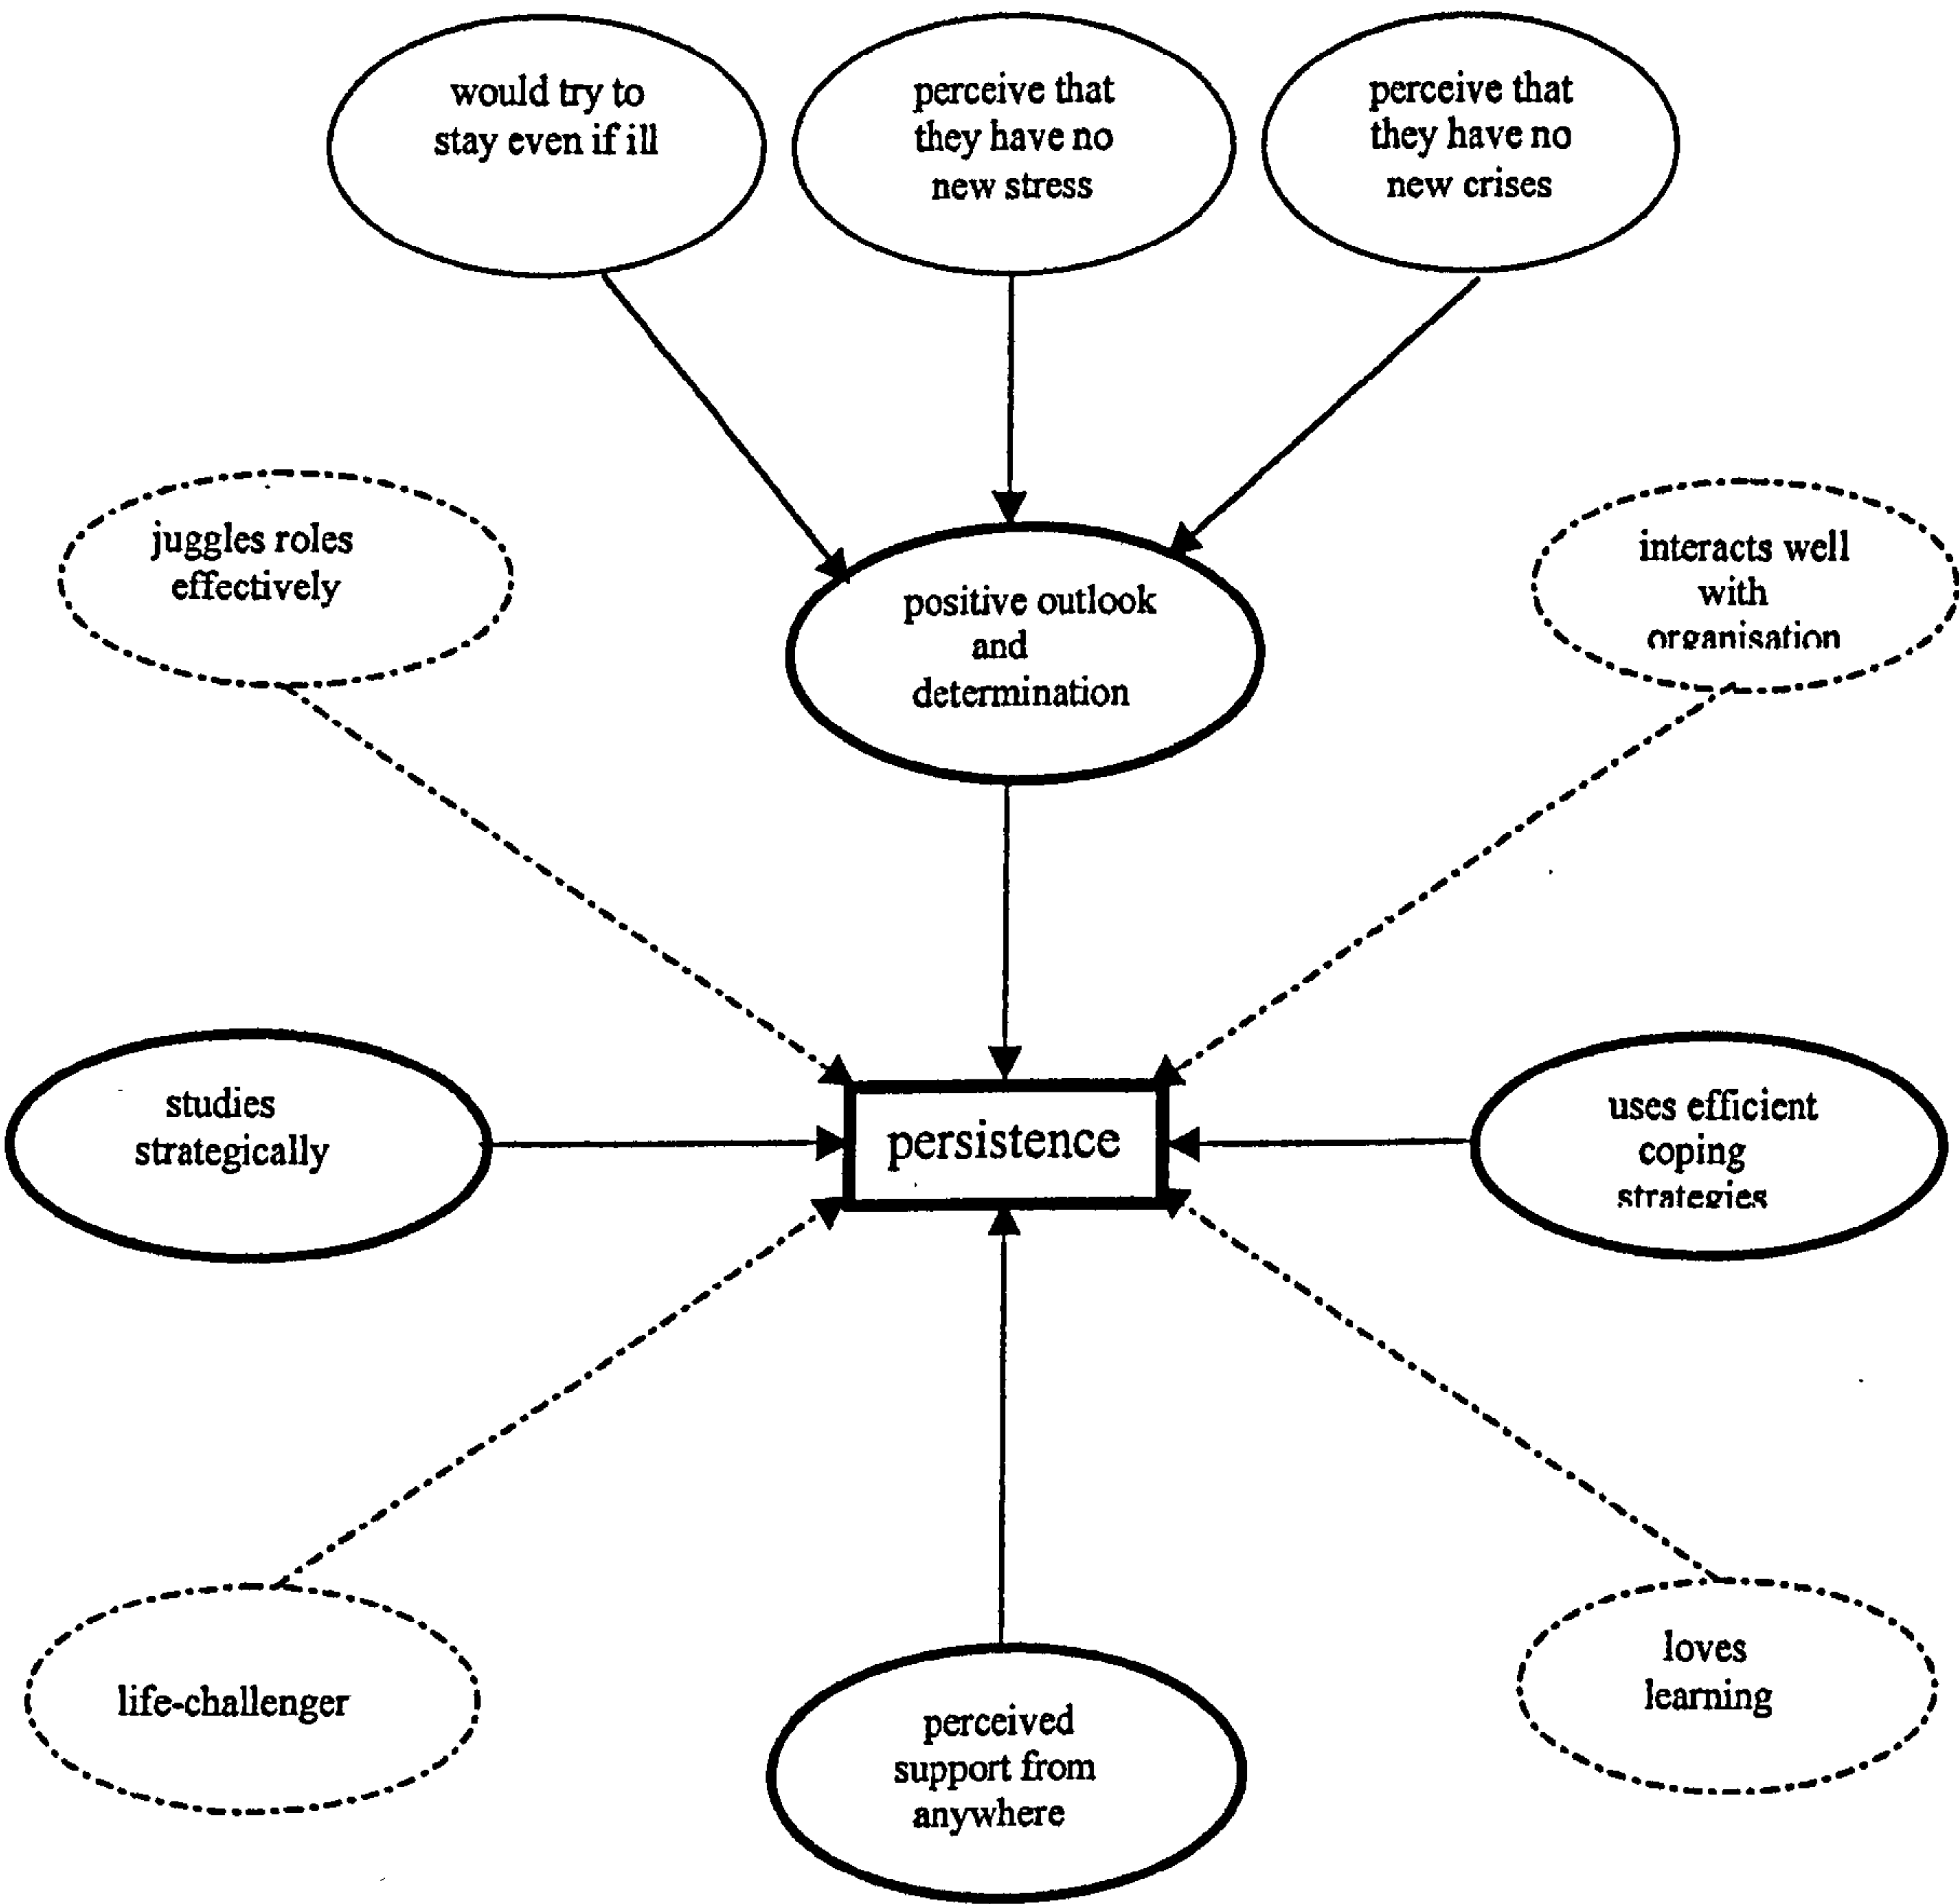 would try to
stay even if ill
perceive that
they have no
new stress
perceive that
they have no
new crises
juggles roles
effectively
positive outlook
and
determination
interacts well
with
organisation
studies
strategically
persistence
uses efficient
coping
strategies
life-challenger
perceived
support from
anywhere
loves
learning